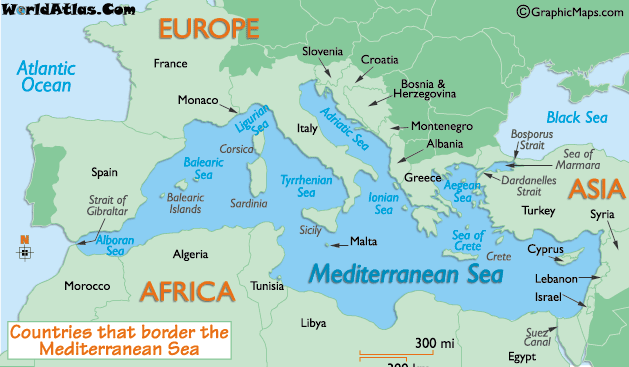 WorldAtlas.Com
©GraphicMaps.com
EUROPE
Atlantic
Ocean
France
Slovenia
Croatia
Bosnia &
Herzegovina
Monaco
Ligurian
Sea
Adriatic Sea
Montenegro
Black Sea
Italy
Albania
Bosporus
Strait
Corsica
Sea of
Marmara
Spain
Balearic
Sea
Tyrrhenian
Sea
Greece
Aegean
Sea
Dardanelles
Strait
ASIA
Strait of
Gibraltar
Balearic
Islands
Sardinia
Ionian
Sea
Turkey
Syria
N
Alboran
Sea
Sicily
Sea of
Crete
Malta
Crete
Cyprus
Algeria
Mediterranean Sea
Lebanon
Morocco
AFRICA
Tunisia
Israel
Countries that border the
Mediterranean Sea
Libya
Suez
Canal
300 mi
Egypt
300 km